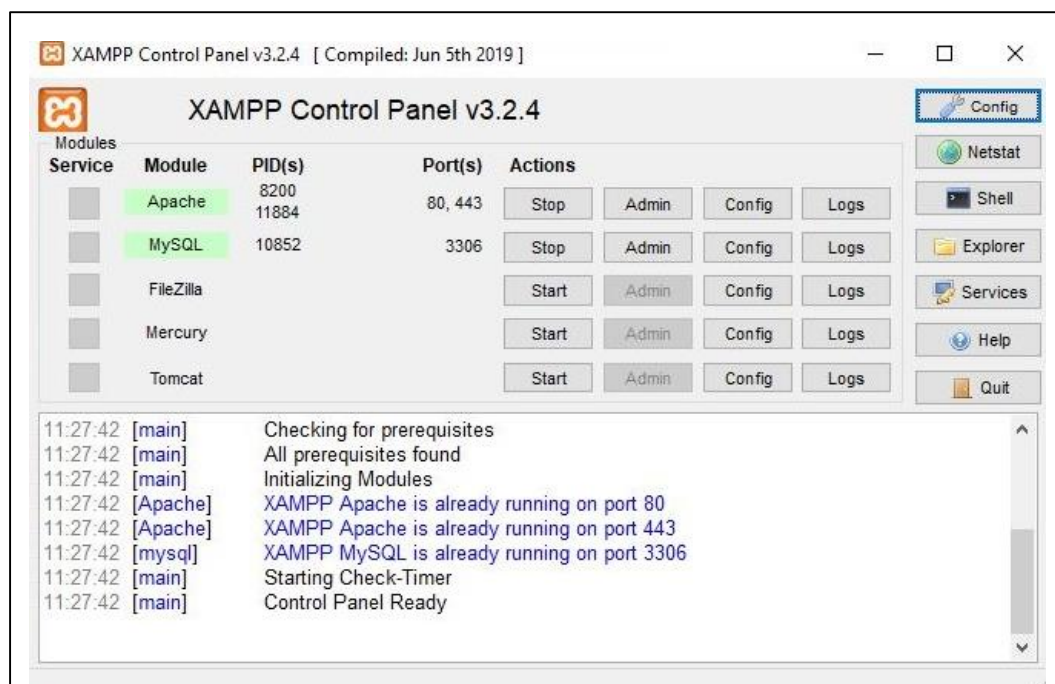 XAMPP Control Panel v3.2.4 [ Compiled: Jun 5th 2019 ]
XAMPP Control Panel v3.2.4
Config
Modules
Service Module PID(s) Port(s) Actions
Netstat
Apache 8200 11884 80, 443 Stop Admin Config Logs
Shell
MySQL 10852 3306 Stop Admin Config Logs
Explorer
FileZilla Start Admin Config Logs
Services
Mercury Start Admin Config Logs
Help
Tomcat Start Admin Config Logs
Quit
11:27:42 [main] Checking for prerequisites
11:27:42 [main] All prerequisites found
11:27:42 [main] Initializing Modules
11:27:42 [Apache] XAMPP Apache is already running on port 80
11:27:42 [Apache] XAMPP Apache is already running on port 443
11:27:42 [mysql] XAMPP MySQL is already running on port 3306
11:27:42 [main] Starting Check-Timer
11:27:42 [main] Control Panel Ready